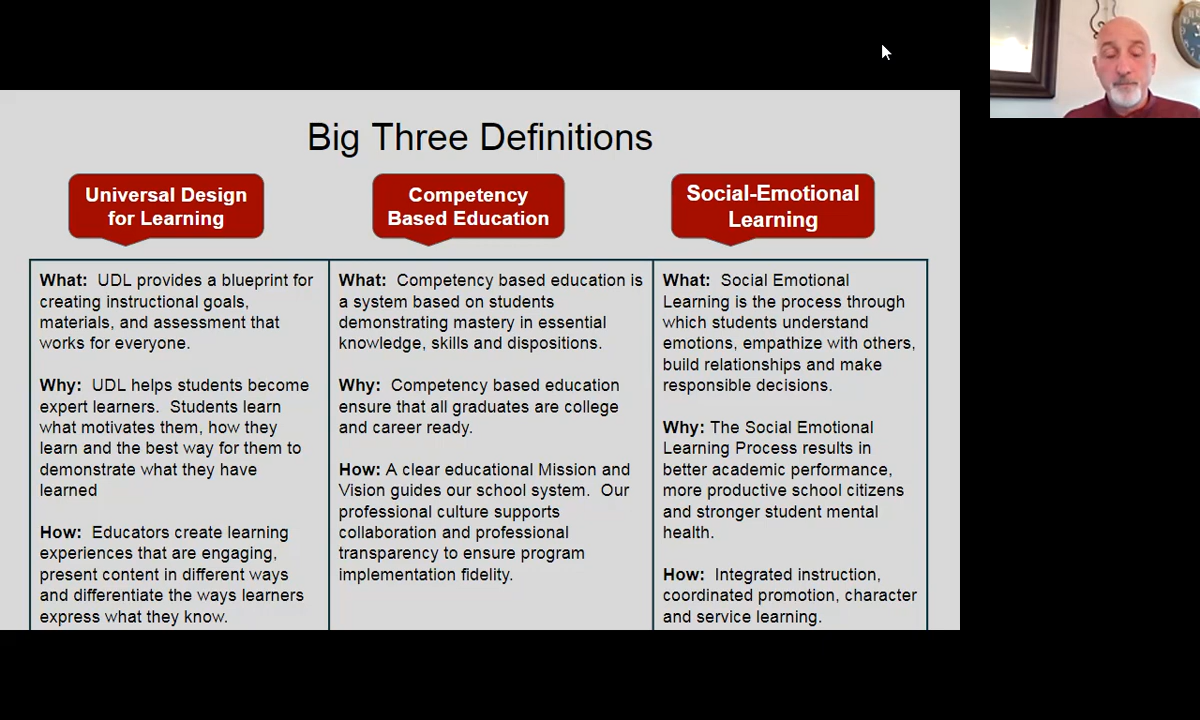 Big Three Definitions
Universal Design
for Learning
Competency
Based Education
Social-Emotional
Learning
What: UDL provides a blueprint for
creating instructional goals,
materials, and assessment that
works for everyone.
Why: UDL helps students become
expert learners. Students learn
what motivates them, how they
learn and the best way for them to
demonstrate what they have
learned
How: Educators create learning
experiences that are engaging,
present content in different ways
and differentiate the ways learners
express what they know.
What: Competency based education is
a system based on students
demonstrating mastery in essential
knowledge, skills and dispositions.
Why: Competency based education
ensure that all graduates are college
and career ready.
How: A clear educational Mission and
Vision guides our school system. Our
professional culture supports
collaboration and professional
transparency to ensure program
implementation fidelity.
What: Social Emotional
Learning is the process through
which students understand
emotions, empathize with others,
build relationships and make
responsible decisions.
Why: The Social Emotional
Learning Process results in
better academic performance,
more productive school citizens
and stronger student mental
health.
How: Integrated instruction,
coordinated promotion, character
and service learning.